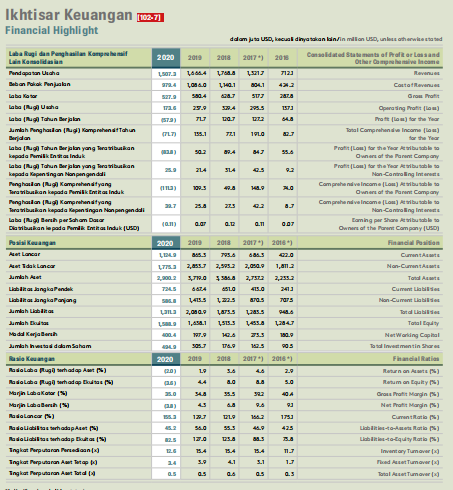 Ikhtisar Keuangan [102-7]
Financial Highlight
dalam juta USD, kecuali dinyatakan lain/in million USD, unless otherwise stated
Laba Rugi dan Penghasilan Komprehensif Lain Konsolidasian 2020 2019 2018 2017*) 2016 Consolidated Statements of Profit or Loss and Other Comprehensive Income
Pendapatan Usaha 1,507.3 1,666.4 1,768.8 1,321.7 712.1 Revenues
Beban Pokok Penjualan 979.4 1,086.0 1,140.1 804.1 424.2 Cost of Revenues
Laba Kotor 527.9 580.4 628.7 517.7 287.8 Gross Profit
Laba (Rugi) Usaha 173.6 237.9 329.4 295.5 137.1 Operating Profit (Loss)
Laba (Rugi) Tahun Berjalan (57.9) 71.7 120.7 127.2 64.8 Profit (Loss) for the Year
Jumlah Penghasilan (Rugi) Komprehensif Tahun Berjalan (71.7) 135.1 77.1 191.0 82.7 Total Comprehensive Income (Loss) for the Year
Laba (Rugi) Tahun Berjalan yang Teratribusikan kepada Pemilik Entitas Induk (83.8) 50.2 89.4 84.7 55.6 Profit (Loss) for the Year Attributable to Owners of the Parent Company
Laba (Rugi) Tahun Berjalan yang Teratribusikan kepada Kepentingan Nonpengendali 25.9 21.4 31.4 42.5 9.2 Profit (Loss) for the Year Attributable to Non-Controlling Interests
Penghasilan (Rugi) Komprehensif yang Teratribusikan kepada Pemilik Entitas Induk (111.3) 109.3 49.8 148.9 74.0 Comprehensive Income (Loss) Attributable to Owners of the Parent Company
Penghasilan (Rugi) Komprehensif yang Teratribusikan kepada Kepentingan Nonpengendali 39.7 25.8 27.3 42.2 8.7 Comprehensive Income (Loss) Attributable to Non-Controlling Interests
Laba (Rugi) Bersih per Saham Dasar Diatribusikan kepada Pemilik Entitas Induk (USD) (0.11) 0.07 0.12 0.11 0.07 Earning per Share Attributable to Owners of the Parent Company (USD)
Posisi Keuangan 2020 2019 2018 2017*) 2016*) Financial Position
Aset Lancar 1,124.9 865.3 793.6 686.3 422.0 Current Assets
Aset Tidak Lancar 1,775.3 2,853.7 2,593.2 2,050.9 1,811.2 Non-Current Assets
Jumlah Aset 2,900.2 3,719.0 3,386.8 2,737.2 2,233.2 Total Assets
Liabilitas Jangka Pendek 724.5 667.4 651.0 413.0 241.3 Current Liabilities
Liabilitas Jangka Panjang 586.8 1,413.5 1,222.5 870.5 707.5 Non-Current Liabilities
Jumlah Liabilitas 1,311.3 2,080.9 1,873.5 1,283.5 948.6 Total Liabilities
Jumlah Ekuitas 1,588.9 1,638.1 1,513.3 1,453.8 1,284.7 Total Equity
Modal Kerja Bersih 400.4 197.9 142.6 273.3 180.9 Net Working Capital
Jumlah Investasi dalam Saham 494.9 305.7 176.9 162.5 90.5 Total Investment in Shares
Rasio Keuangan 2020 2019 2018 2017*) 2016*) Financial Ratios
Rasio Laba (Rugi) terhadap Aset (%) (2.0) 1.9 3.6 4.6 2.9 Return on Assets (%)
Rasio Laba (Rugi) terhadap Ekuitas (%) (3.6) 4.4 8.0 8.8 5.0 Return on Equity (%)
Marjin Laba Kotor (%) 35.0 34.8 35.5 39.2 40.4 Gross Profit Margin (%)
Marjin Laba Bersih (%) (3.8) 4.3 6.8 9.6 9.1 Net Profit Margin (%)
Rasio Lancar (%) 155.3 129.7 121.9 166.2 175.1 Current Ratio (%)
Rasio Liabilitas terhadap Aset (%) 45.2 56.0 55.3 46.9 42.5 Liabilities-to-Assets Ratio (%)
Rasio Liabilitas terhadap Ekuitas (%) 82.5 127.0 123.8 88.3 73.8 Liabilities-to-Equity Ratio (%)
Tingkat Perputaran Persediaan (x) 12.6 15.4 15.4 15.4 11.7 Inventory Turnover (x)
Tingkat Perputaran Aset Tetap (x) 3.4 3.9 4.1 3.1 1.7 Fixed Asset Turnover (x)
Tingkat Perputaran Aset Total (x) 0.5 0.5 0.6 0.5 0.3 Total Asset Turnover (x)